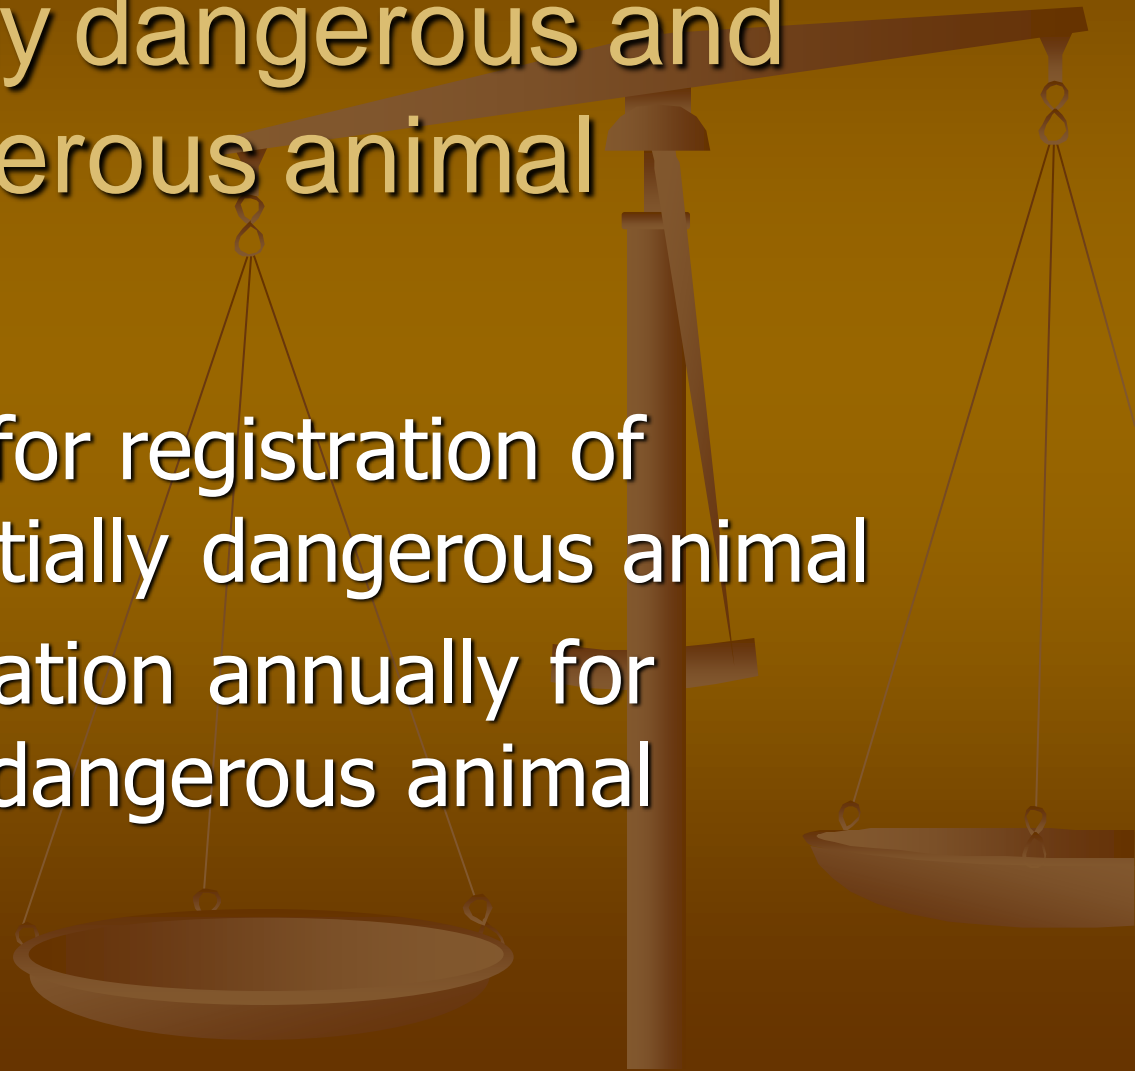 y dangerous and
erous animal
for registration of
tially dangerous animal
ation annually for
dangerous animal